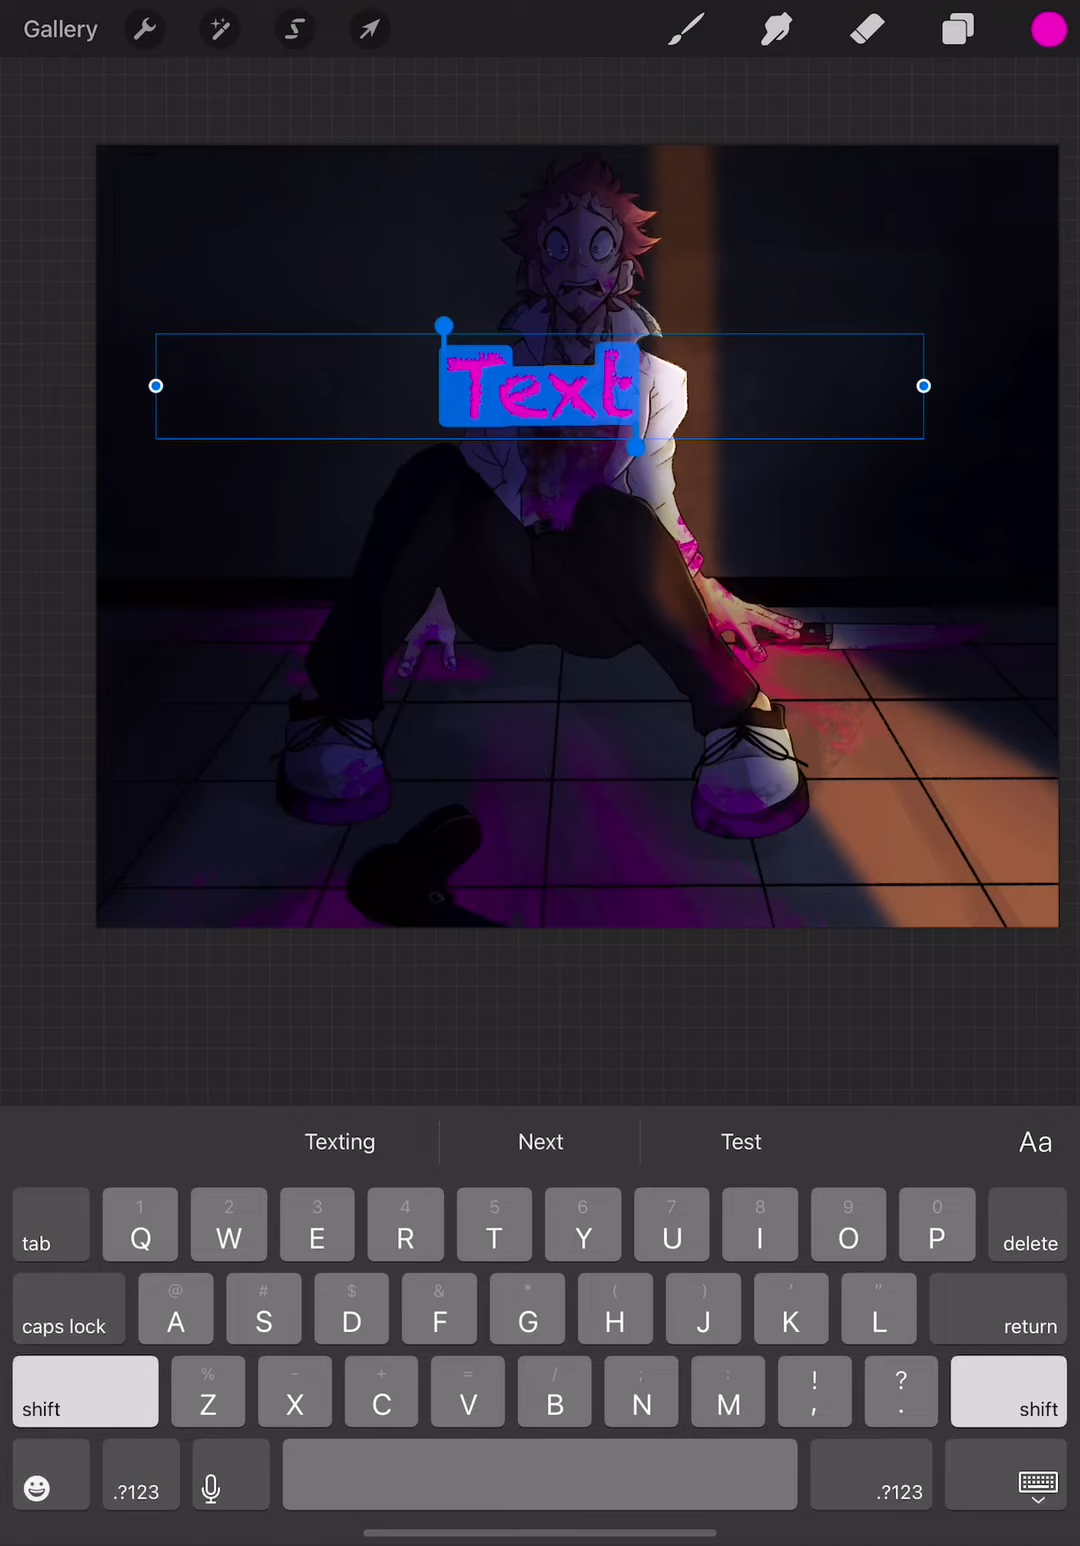 Gallery
Text
Texting Next Test Aa
1 2 3 4 5 6 7 8 9 0
tab Q W E R T Y U I O P delete
@ # $ & * ( ) ' "
caps lock A S D F G H J K L return
% - + = / ; : ! ?
shift Z X C V B N M , . shift
.?123 .?123